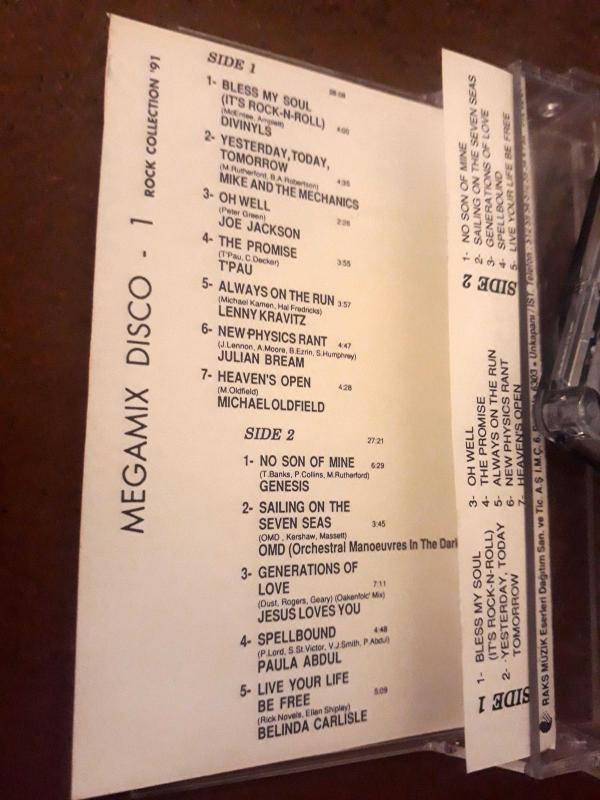 MEGAMIX DISCO - 1 ROCK COLLECTION '91
SIDE 1
1- BLESS MY SOUL
(IT'S ROCK-N-ROLL) 4:00
DIVINYLS
2- YESTERDAY, TODAY,
TOMORROW 4:35
(M.Rutherford, B.A.Robertson)
MIKE AND THE MECHANICS
3- OH WELL
(Peter Green) 2:26
JOE JACKSON
4- THE PROMISE 3:55
(T'Pau, C.Decker)
T'PAU
5- ALWAYS ON THE RUN 3:57
(Michael Kamen, Hal Fredricks)
LENNY KRAVITZ
6- NEW PHYSICS RANT 4:47
(J.Lennon, A.Moore, B.Ezrin, S.Humphrey)
JULIAN BREAM
7- HEAVEN'S OPEN 4:28
(M.Oldfield)
MICHAEL OLDFIELD
SIDE 2 27:21
1- NO SON OF MINE 6:29
(T.Banks, P.Collins, M.Rutherford)
GENESIS
2- SAILING ON THE
SEVEN SEAS 3:45
(OMD, Kershaw, Massett)
OMD (Orchestral Manoeuvres In The Dark
3- GENERATIONS OF
LOVE 7:11
(Dust, Rogers, Geary) (Oakenfold' Mix)
JESUS LOVES YOU
4- SPELLBOUND 4:48
(P.Lord, S.St.Victor, V.J.Smith, P.Abdul)
PAULA ABDUL
5- LIVE YOUR LIFE
BE FREE 5:09
(Rick Novels, Ellen Shipley)
BELINDA CARLISLE
SIDE 1
1- BLESS MY SOUL
(IT'S ROCK-N-ROLL)
2- YESTERDAY, TODAY
TOMORROW
3- OH WELL
4- THE PROMISE
5- ALWAYS ON THE RUN
6- NEW PHYSICS RANT
7- HEAVEN'S OPEN
SIDE 2
1- NO SON OF MINE
2- SAILING ON THE SEVEN SEAS
3- GENERATIONS OF LOVE
4- SPELLBOUND
5- LIVE YOUR LIFE BE FREE
RAKS MÜZİK Eserleri Dağıtım San. ve Tic. A.Ş İ.M.Ç. 6. 6303 • Unkapanı / İST. Telefon :